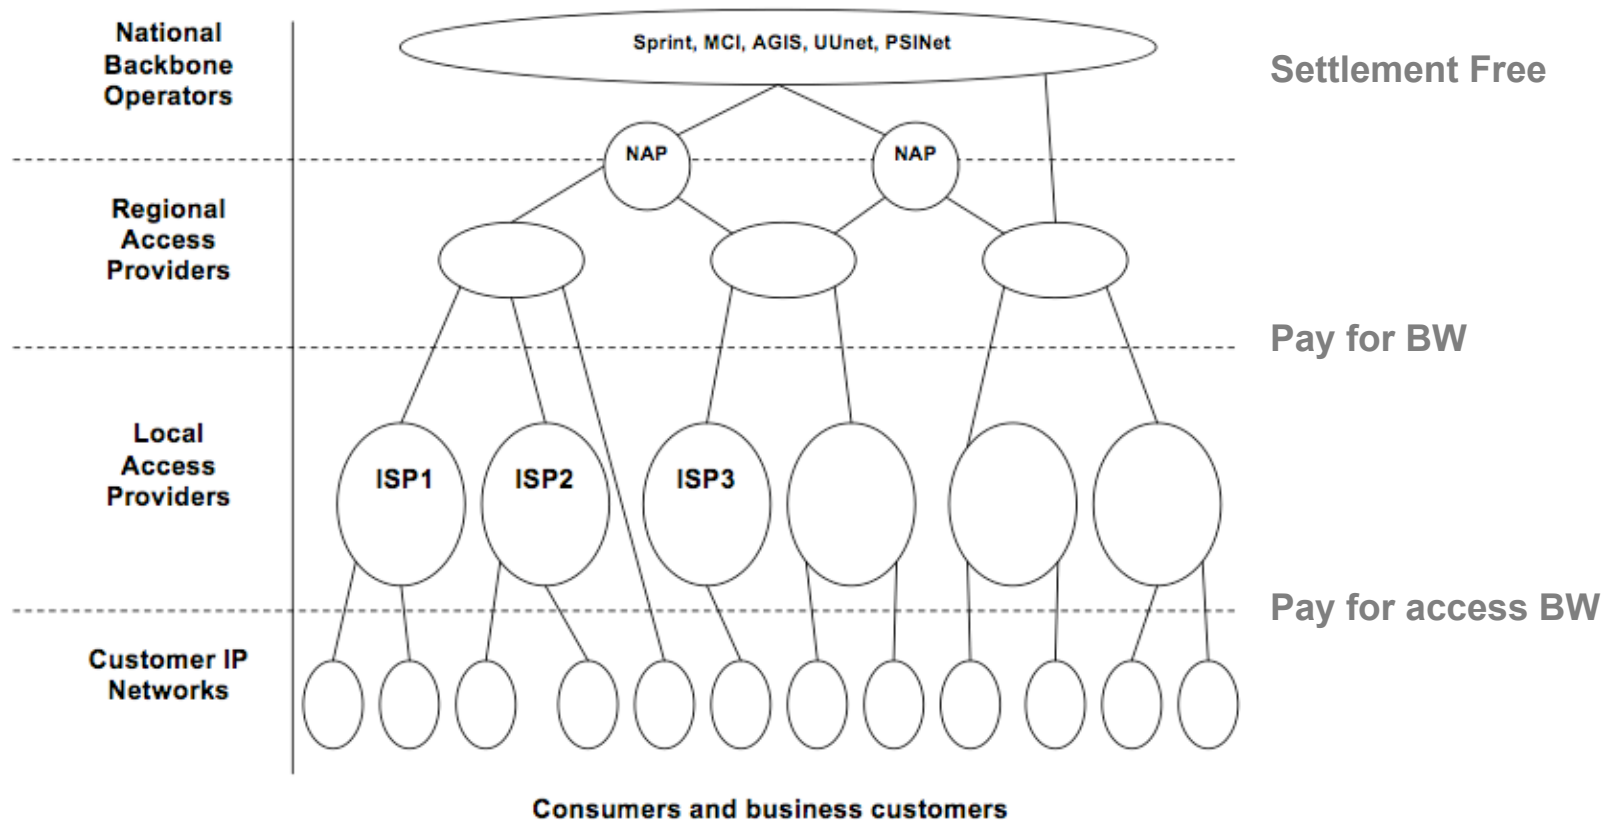 National
Backbone
Operators
Sprint, MCI, AGIS, UUnet, PSINet
Settlement Free
NAP
NAP
Regional
Access
Providers
Pay for BW
Local
Access
Providers
ISP1
ISP2
ISP3
Pay for access BW
Customer IP
Networks
Consumers and business customers